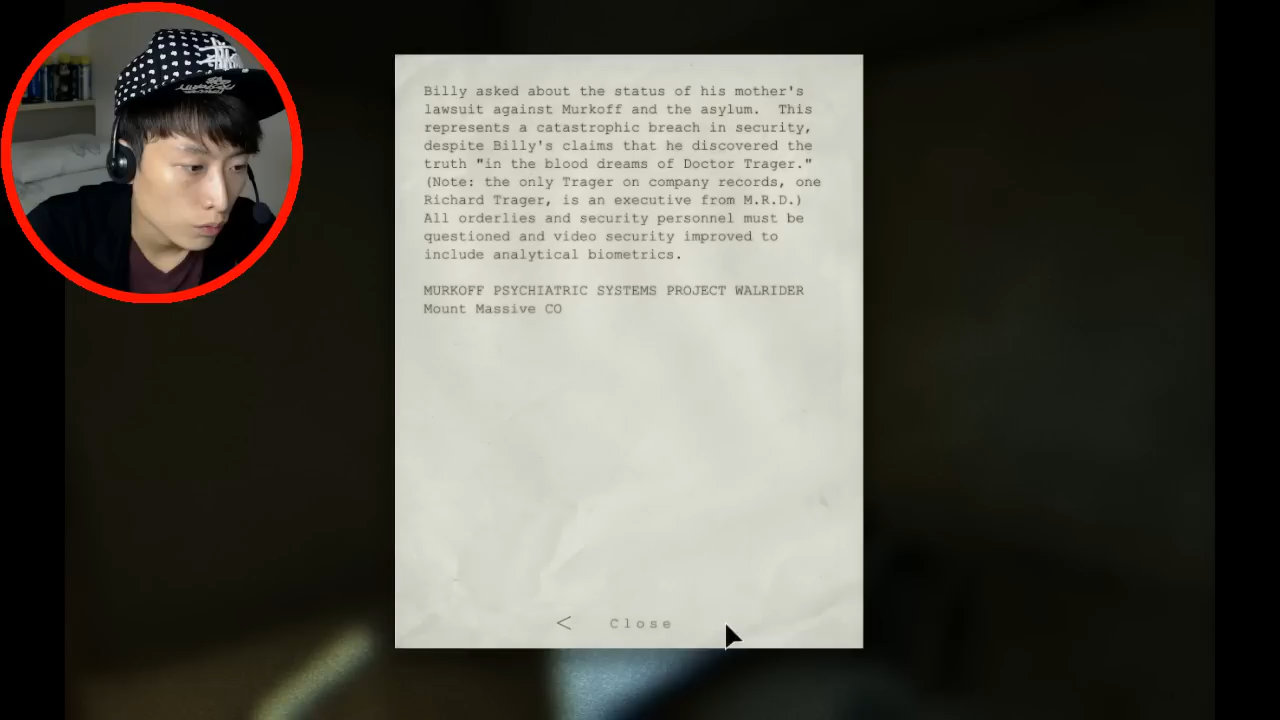 Billy asked about the status of his mother's
lawsuit against Murkoff and the asylum.  This
represents a catastrophic breach in security,
despite Billy's claims that he discovered the
truth "in the blood dreams of Doctor Trager."
(Note: the only Trager on company records, one
Richard Trager, is an executive from M.R.D.)
All orderlies and security personnel must be
questioned and video security improved to
include analytical biometrics.
MURKOFF PSYCHIATRIC SYSTEMS PROJECT WALRIDER
Mount Massive CO
< Close